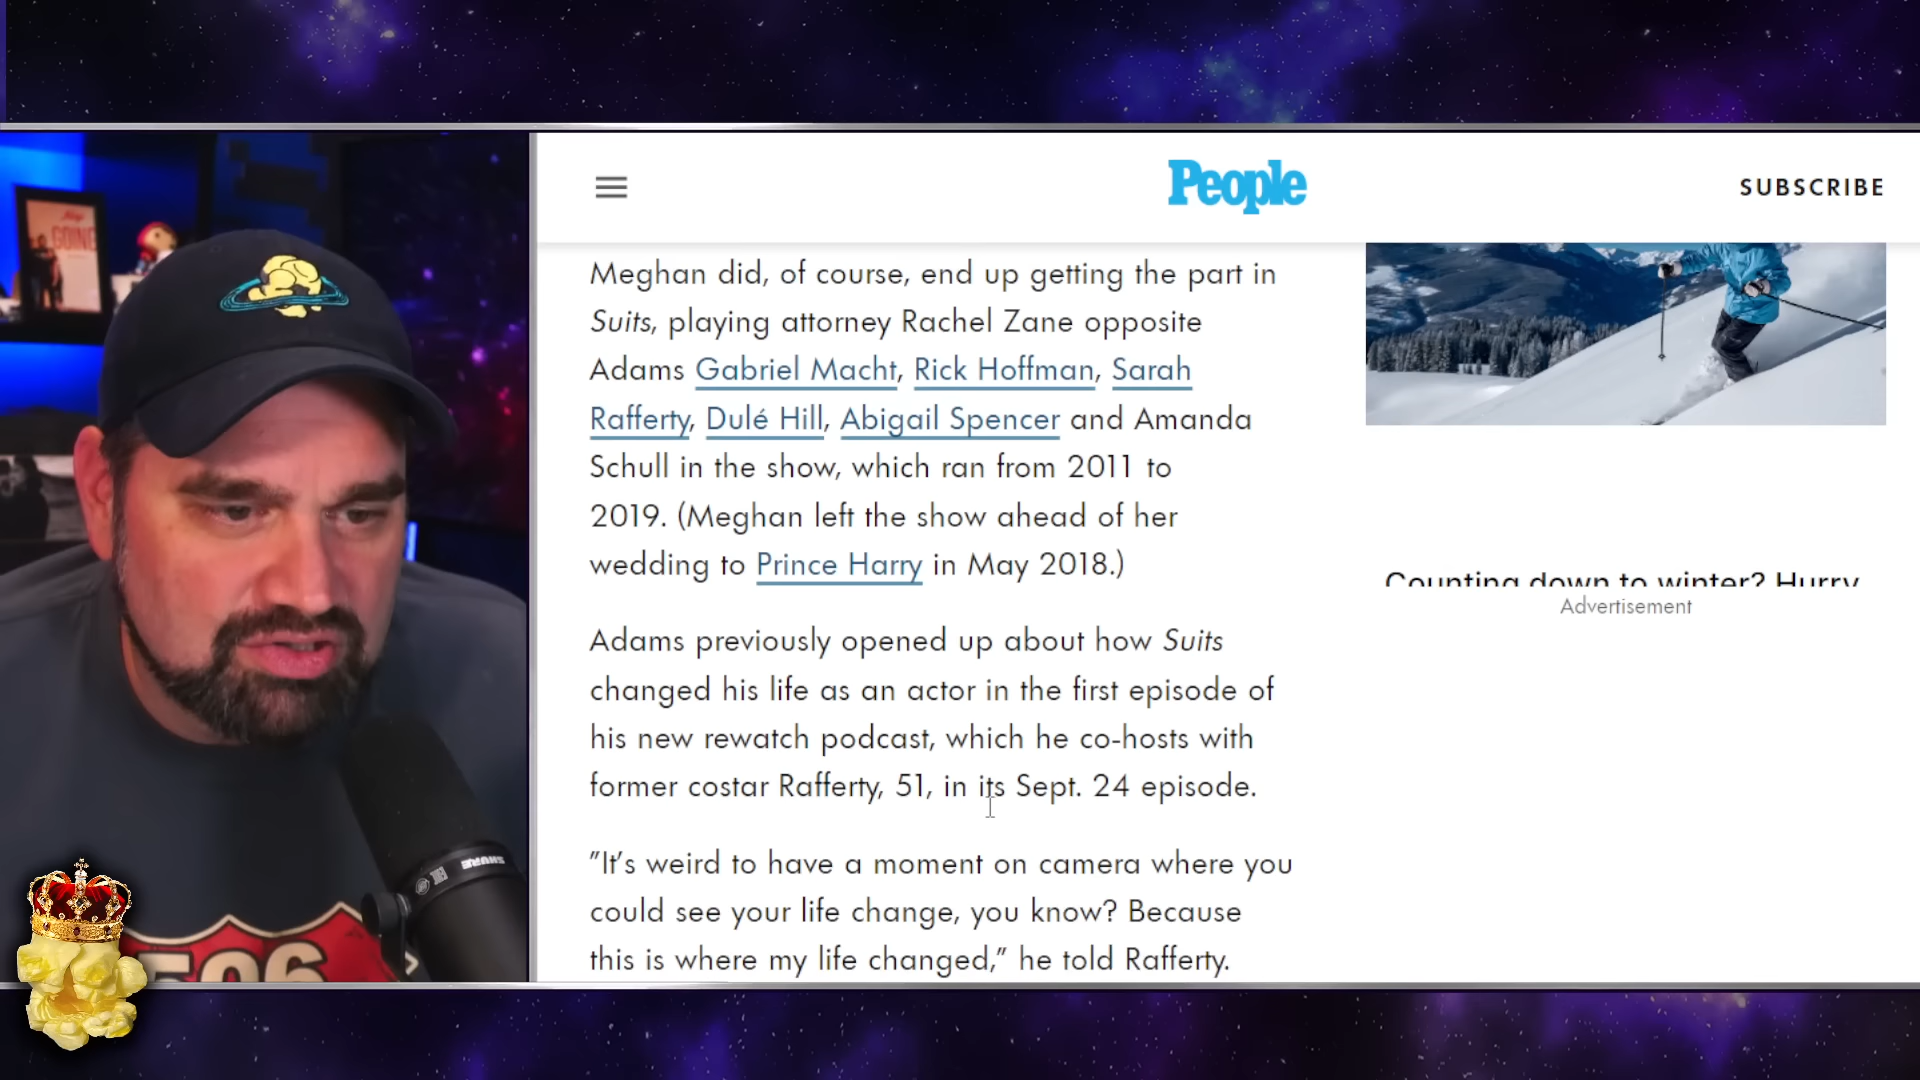 People
SUBSCRIBE
Meghan did, of course, end up getting the part in
Suits, playing attorney Rachel Zane opposite
Adams Gabriel Macht, Rick Hoffman, Sarah
Rafferty, Dulé Hill, Abigail Spencer and Amanda
Schull in the show, which ran from 2011 to
2019. (Meghan left the show ahead of her
wedding to Prince Harry in May 2018.)
Adams previously opened up about how Suits
changed his life as an actor in the first episode of
his new rewatch podcast, which he co-hosts with
former costar Rafferty, 51, in its Sept. 24 episode.
"It's weird to have a moment on camera where you
could see your life change, you know? Because
this is where my life changed," he told Rafferty.
Counting down to winter? Hurry
Advertisement
GOING
SHURE
506